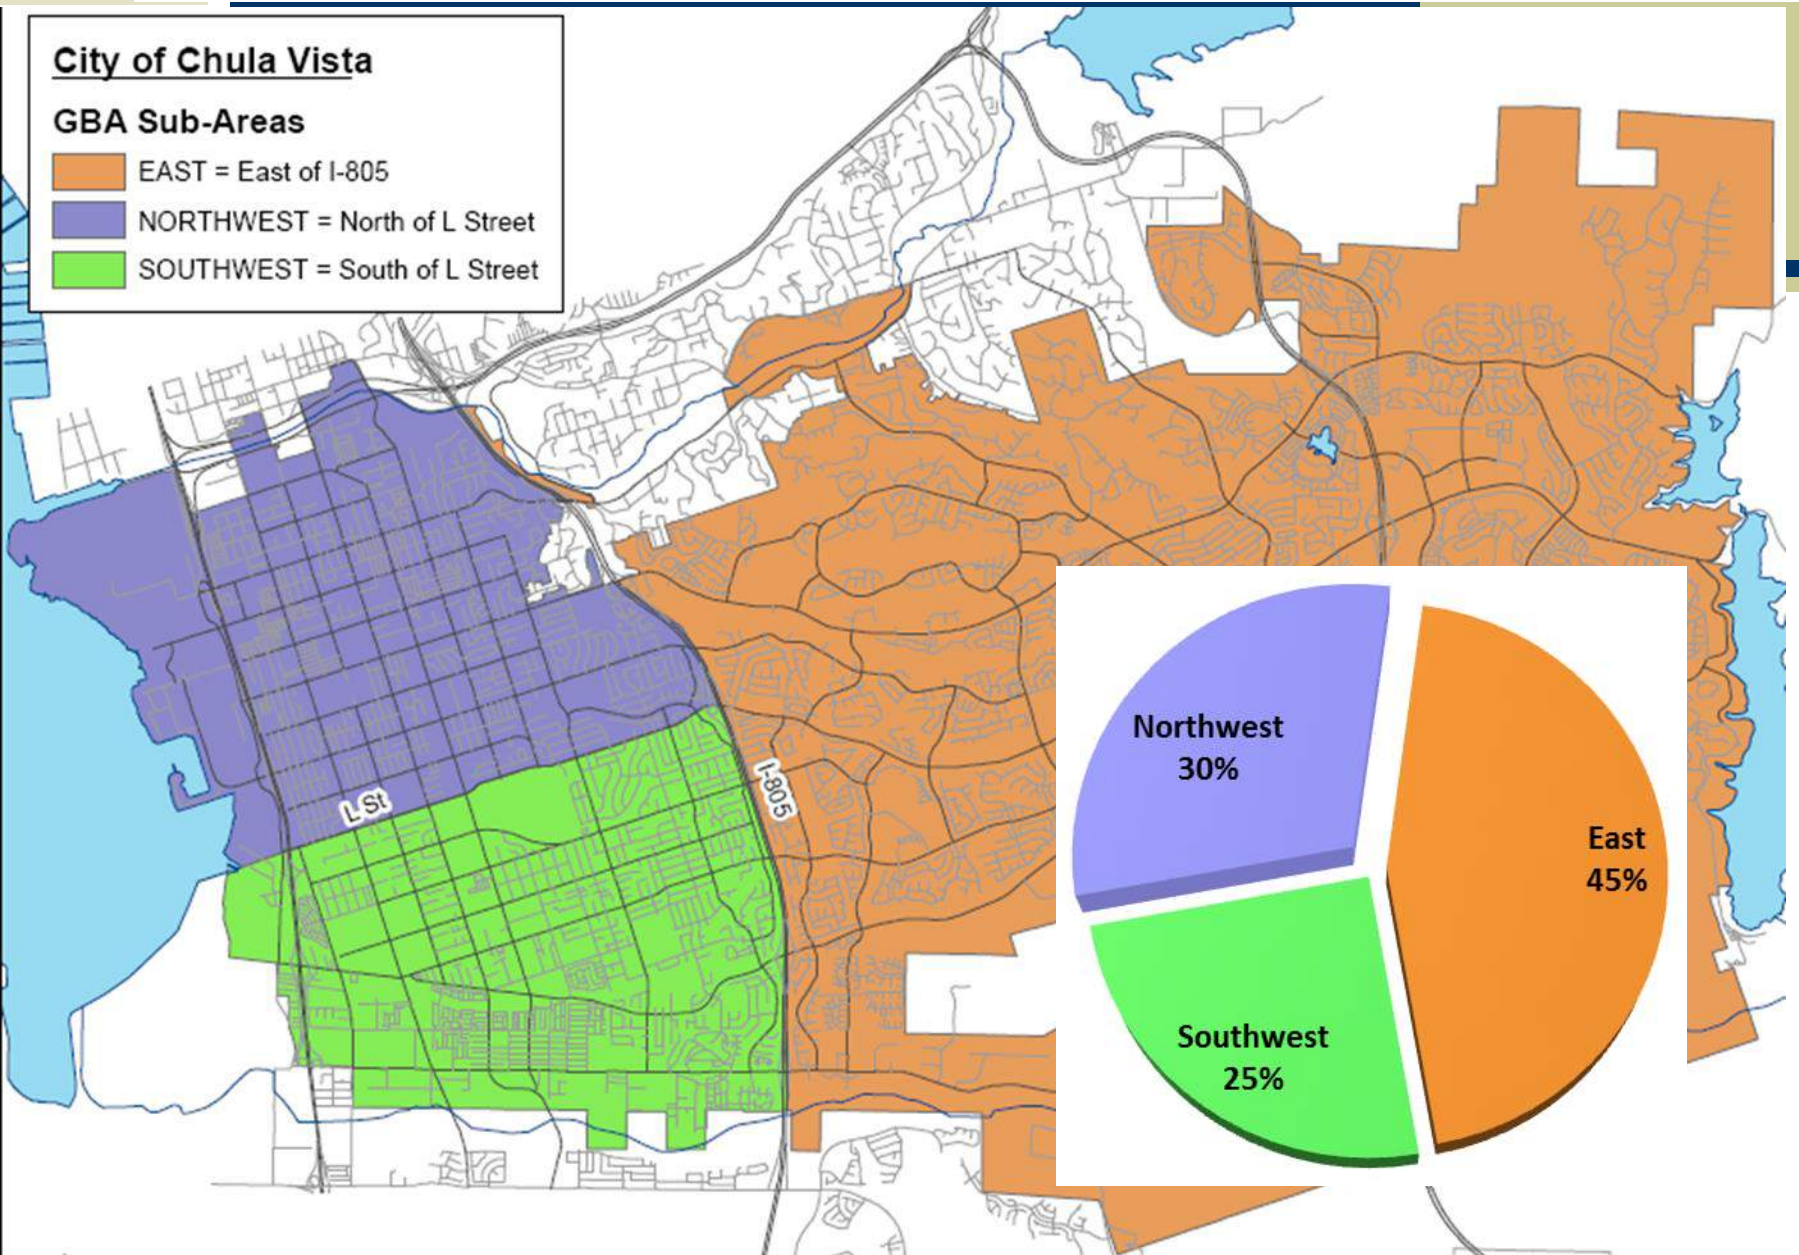 City of Chula Vista
GBA Sub-Areas
EAST = East of I-805
NORTHWEST = North of L Street
SOUTHWEST = South of L Street
L St
I-805
Northwest
30%
East
45%
Southwest
25%